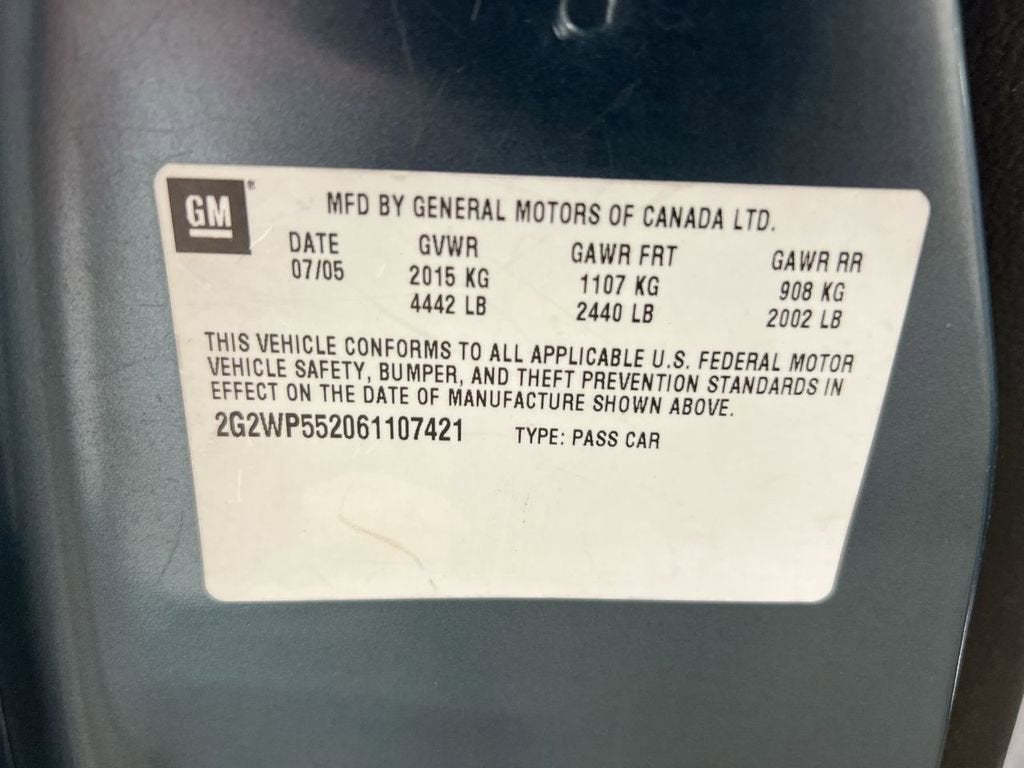 GM®
MFD BY GENERAL MOTORS OF CANADA LTD.
DATE GVWR GAWR FRT GAWR RR
07/05 2015 KG 1107 KG 908 KG
4442 LB 2440 LB 2002 LB
THIS VEHICLE CONFORMS TO ALL APPLICABLE U.S. FEDERAL MOTOR
VEHICLE SAFETY, BUMPER, AND THEFT PREVENTION STANDARDS IN
EFFECT ON THE DATE OF MANUFACTURE SHOWN ABOVE.
2G2WP552061107421 TYPE: PASS CAR